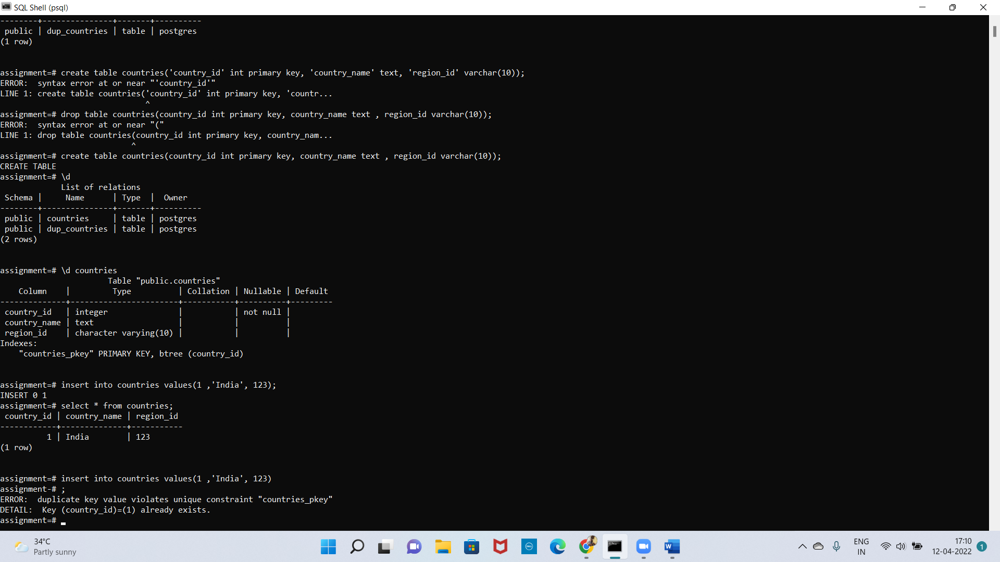 SQL Shell (psql)
--------+---------------+-------+----------
 public | dup_countries | table | postgres
(1 row)
assignment=# create table countries('country_id' int primary key, 'country_name' text, 'region_id' varchar(10));
ERROR:  syntax error at or near "'country_id'"
LINE 1: create table countries('country_id' int primary key, 'countr...
                               ^
assignment=# drop table countries(country_id int primary key, country_name text , region_id varchar(10));
ERROR:  syntax error at or near "("
LINE 1: drop table countries(country_id int primary key, country_nam...
                            ^
assignment=# create table countries(country_id int primary key, country_name text , region_id varchar(10));
CREATE TABLE
assignment=# \d
             List of relations
 Schema |     Name      | Type  |  Owner
--------+---------------+-------+----------
 public | countries     | table | postgres
 public | dup_countries | table | postgres
(2 rows)
assignment=# \d countries
                       Table "public.countries"
    Column    |         Type          | Collation | Nullable | Default
--------------+-----------------------+-----------+----------+---------
 country_id   | integer               |           | not null |
 country_name | text                  |           |          |
 region_id    | character varying(10) |           |          |
Indexes:
    "countries_pkey" PRIMARY KEY, btree (country_id)
assignment=# insert into countries values(1 ,'India', 123);
INSERT 0 1
assignment=# select * from countries;
 country_id | country_name | region_id
------------+--------------+-----------
          1 | India        | 123
(1 row)
assignment=# insert into countries values(1 ,'India', 123)
assignment-# ;
ERROR:  duplicate key value violates unique constraint "countries_pkey"
DETAIL:  Key (country_id)=(1) already exists.
assignment=#
34°C
Partly sunny
ENG
IN
17:10
12-04-2022
1